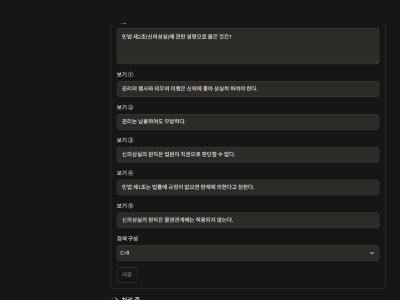 민법 제2조(신의성실)에 관한 설명으로 옳은 것은?
보기 ①
권리의 행사와 의무의 이행은 신의에 좇아 성실히 하여야 한다.
보기 ②
권리는 남용하여도 무방하다.
보기 ③
신의성실의 원칙은 법원이 직권으로 판단할 수 없다.
보기 ④
민법 제1조는 법률에 규정이 없으면 판례에 의한다고 정한다.
보기 ⑤
신의성실의 원칙은 물권관계에는 적용되지 않는다.
검색 구성
C+R
제출